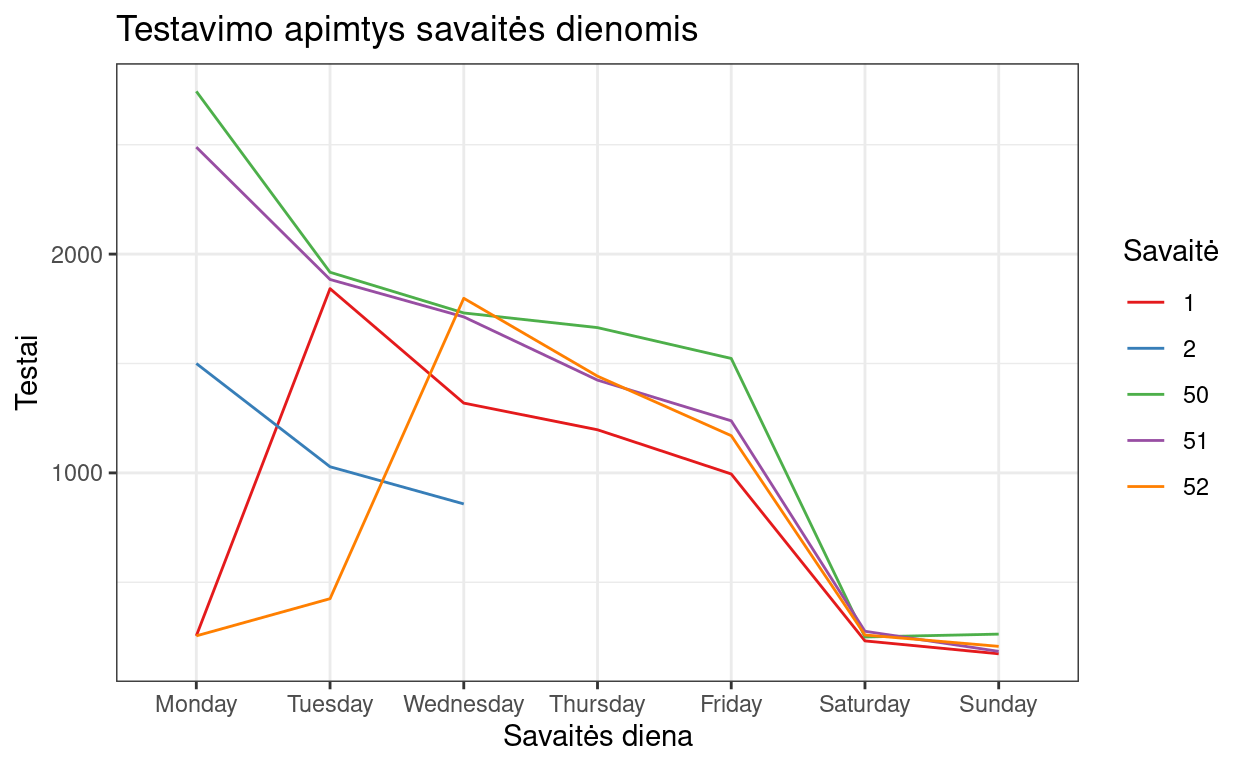 Testavimo apimtys savaitės dienomis
Testai
2000
1000
Monday Tuesday Wednesday Thursday Friday Saturday Sunday
Savaitės diena
Savaitė
1
2
50
51
52